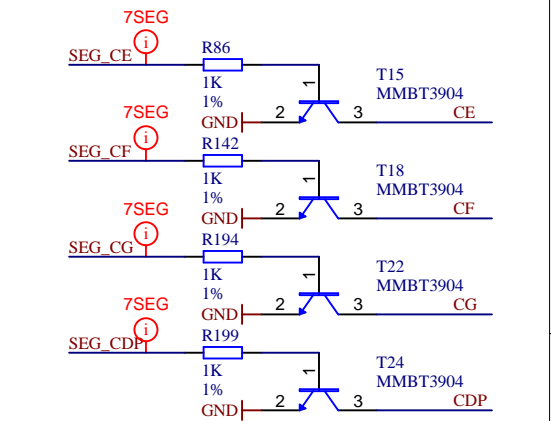 7SEG
i
SEG_CE
R86
1K
1%
1
T15
MMBT3904
GND
2
3
CE
7SEG
i
SEG_CF
R142
1K
1%
1
T18
MMBT3904
GND
2
3
CF
7SEG
i
SEG_CG
R194
1K
1%
1
T22
MMBT3904
GND
2
3
CG
7SEG
i
SEG_CDP
R199
1K
1%
1
T24
MMBT3904
GND
2
3
CDP